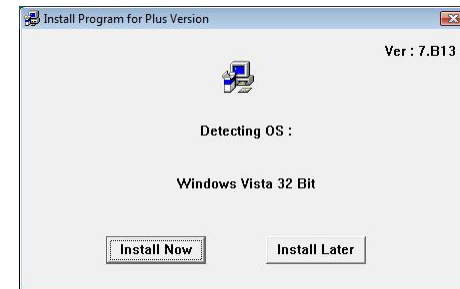 Install Program for Plus Version
Ver : 7.B13
Detecting OS :
Windows Vista 32 Bit
Install Now
Install Later